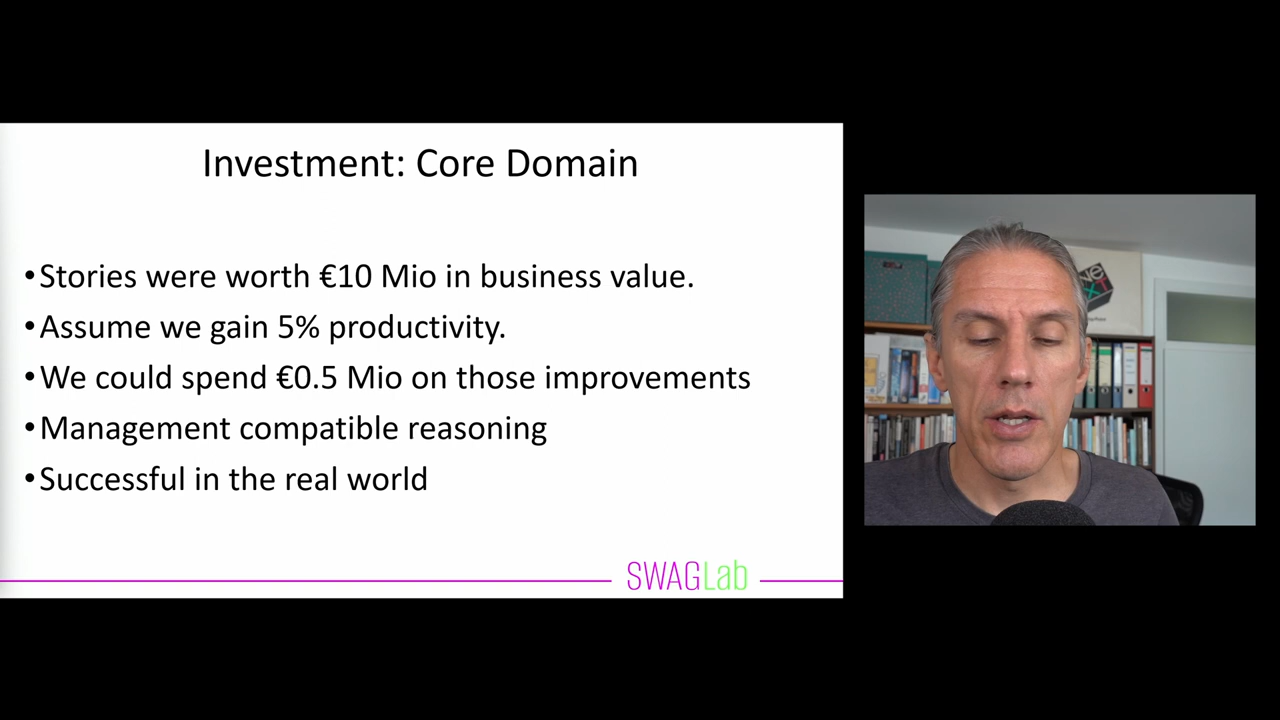 Investment: Core Domain
•Stories were worth €10 Mio in business value.
•Assume we gain 5% productivity.
•We could spend €0.5 Mio on those improvements
•Management compatible reasoning
•Successful in the real world
SWAGLab